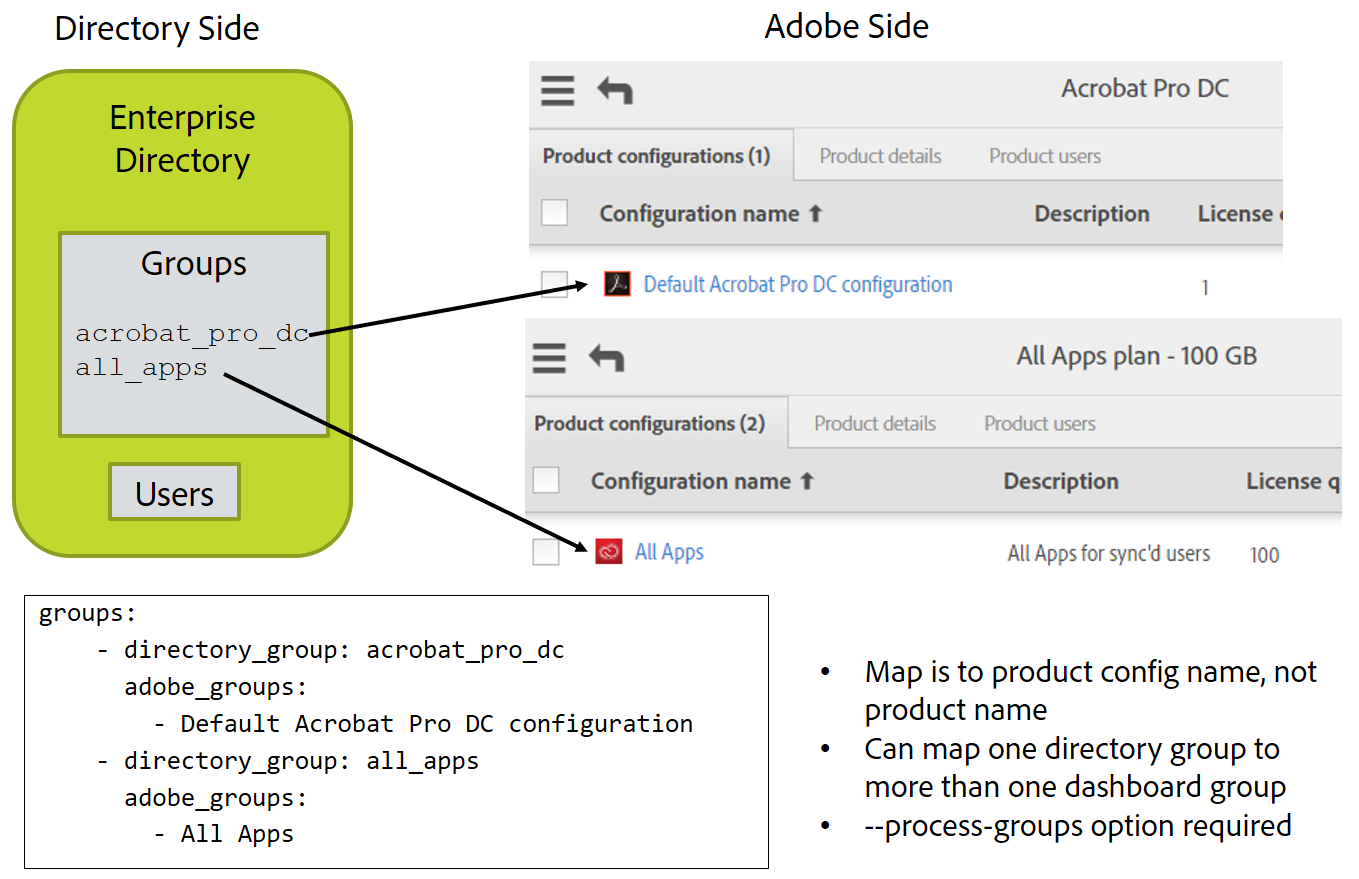 Directory Side
Adobe Side
Enterprise
Directory
Groups
acrobat_pro_dc
all_apps
Users
Acrobat Pro DC
Product configurations (1)
Product details
Product users
Configuration name
Description
License
Default Acrobat Pro DC configuration
1
All Apps plan - 100 GB
Product configurations (2)
Product details
Product users
Configuration name
Description
License q
All Apps
All Apps for sync'd users
100
groups:
- directory_group: acrobat_pro_dc
adobe_groups:
- Default Acrobat Pro DC configuration
- directory_group: all_apps
adobe_groups:
- All Apps
• Map is to product config name, not
product name
• Can map one directory group to
more than one dashboard group
• --process-groups option required